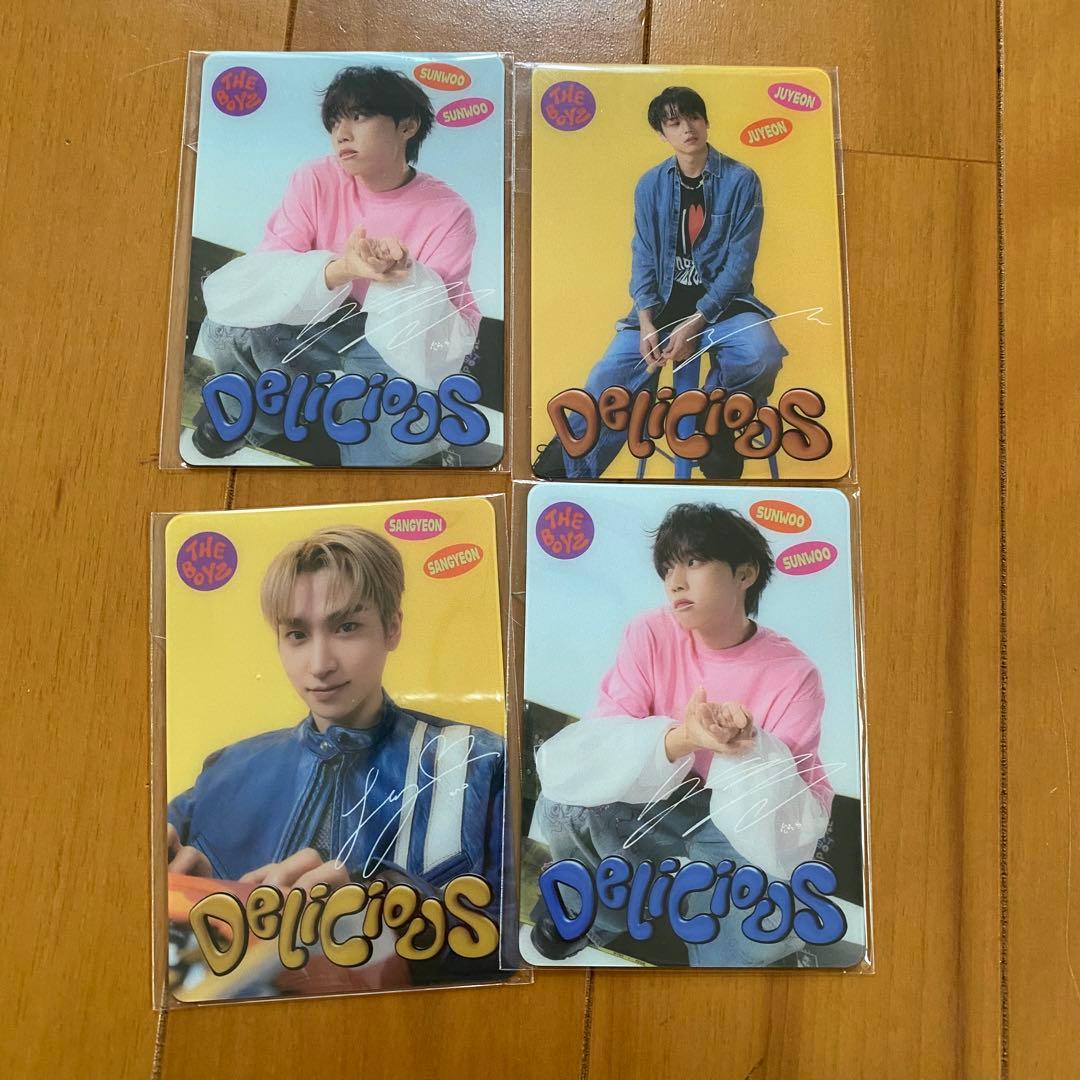 THE BOYZ
SUNWOO
SUNWOO
DELiCiOUS
THE BOYZ
JUYEON
JUYEON
I
DELiCiOUS
THE BOYZ
SANGYEON
SANGYEON
DELiCiOUS
THE BOYZ
SUNWOO
SUNWOO
DELiCiOUS